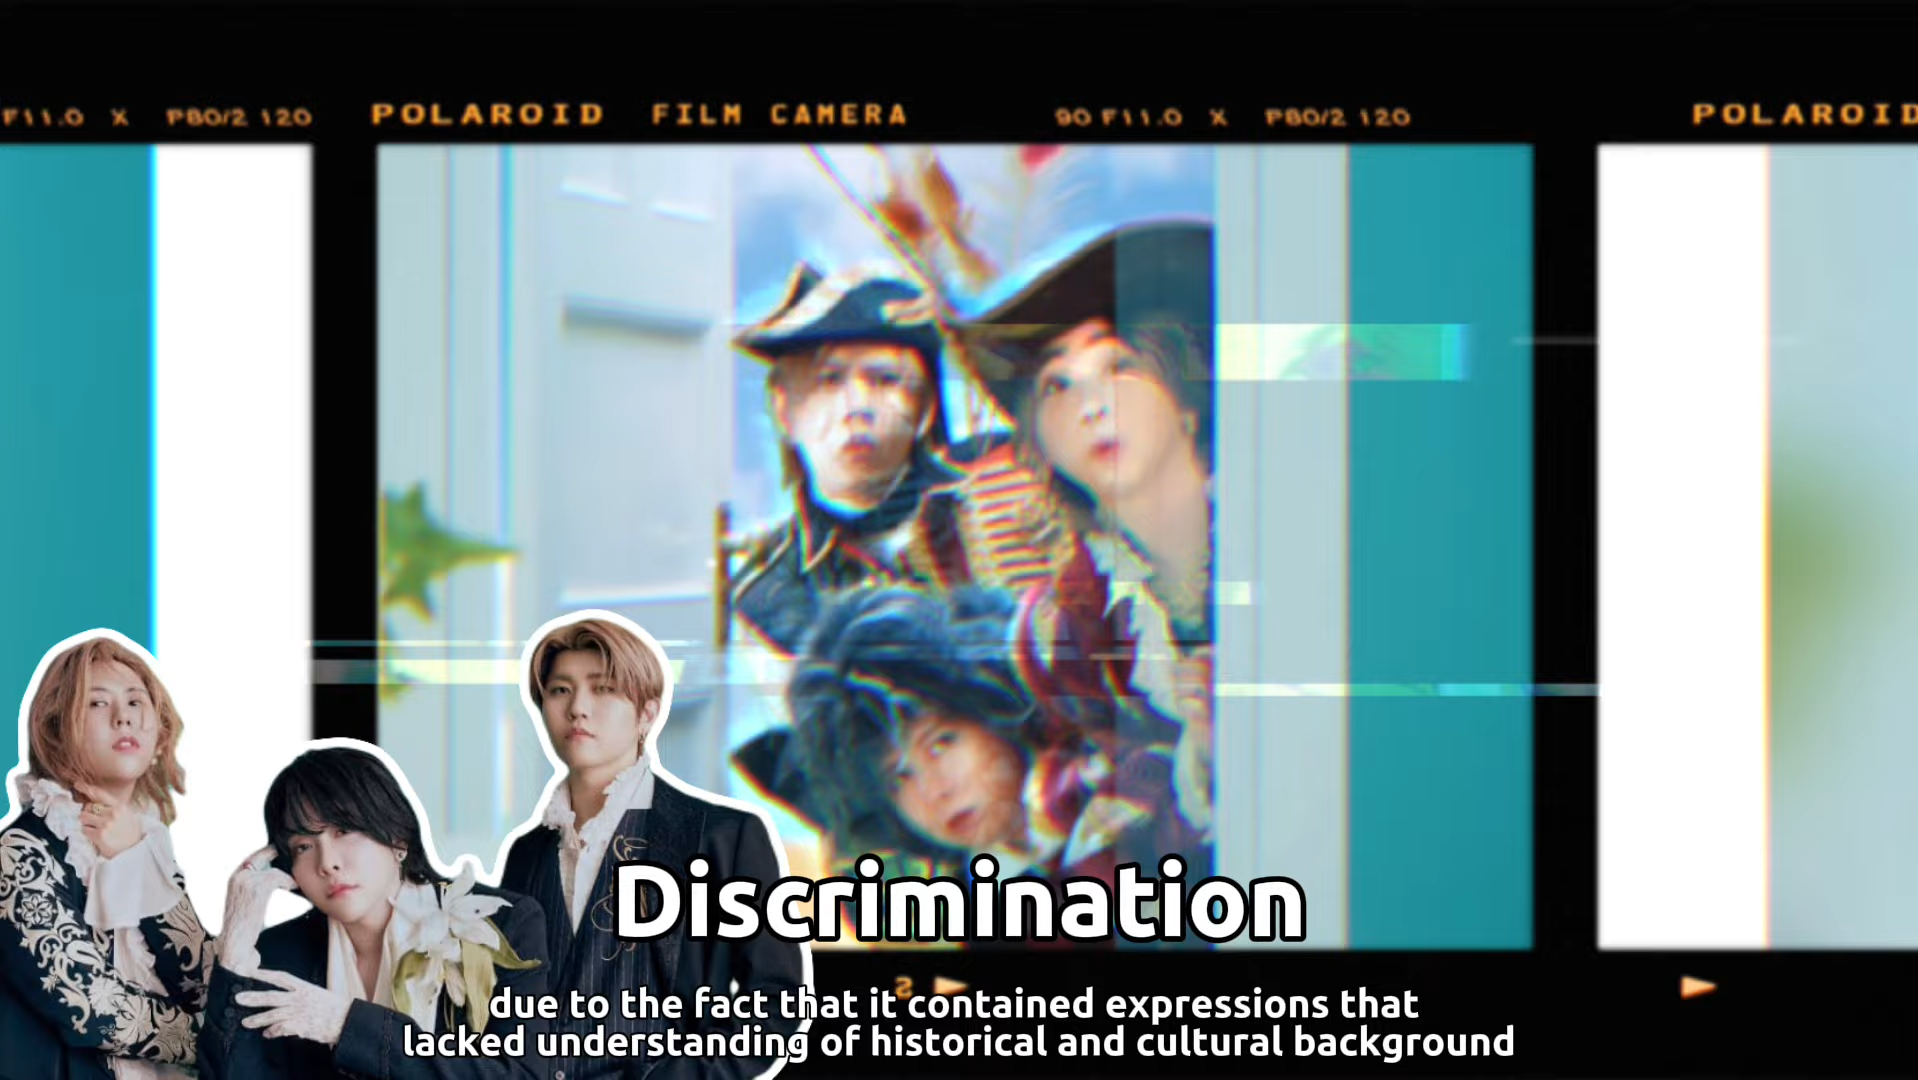 F11.0 X P80/2 120 POLAROID FILM CAMERA 90 F11.0 X P80/2 120 POLAROID
Discrimination
2
due to the fact that it contained expressions that
lacked understanding of historical and cultural background